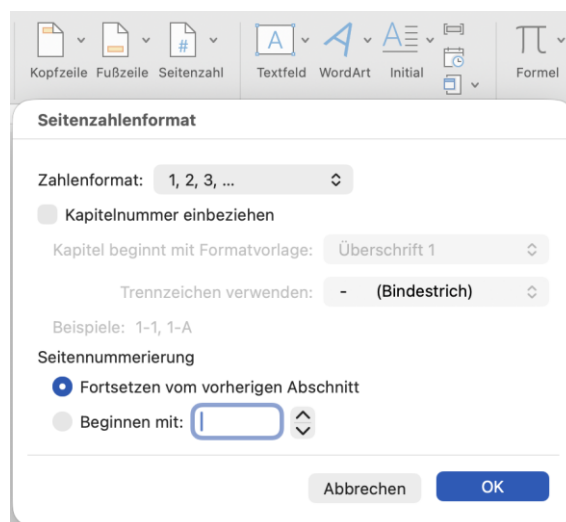 Kopfzeile Fußzeile Seitenzahl Textfeld WordArt Initial Formel
Seitenzahlenformat
Zahlenformat: 1, 2, 3, ...
Kapitelnummer einbeziehen
Kapitel beginnt mit Formatvorlage: Überschrift 1
Trennzeichen verwenden: - (Bindestrich)
Beispiele: 1-1, 1-A
Seitennummerierung
Fortsetzen vom vorherigen Abschnitt
Beginnen mit:
Abbrechen OK